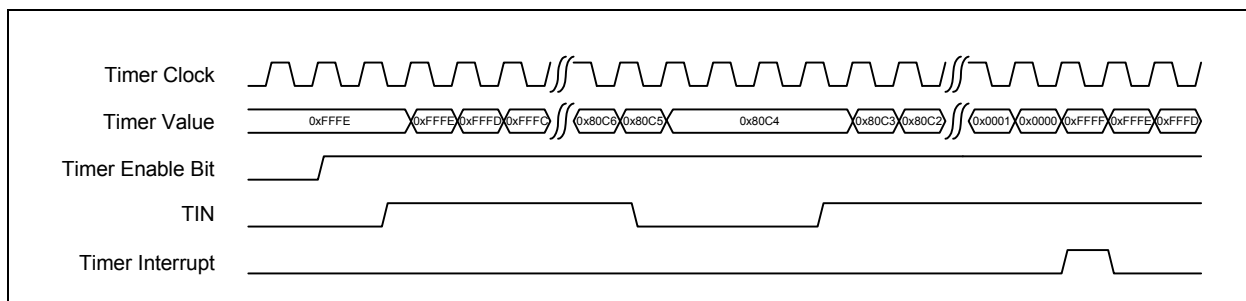 Timer Clock
Timer Value 0xFFFE 0xFFFE 0xFFFD 0xFFFC 0x80C6 0x80C5 0x80C4 0x80C3 0x80C2 0x0001 0x0000 0xFFFF 0xFFFE 0xFFFD
Timer Enable Bit
TIN
Timer Interrupt